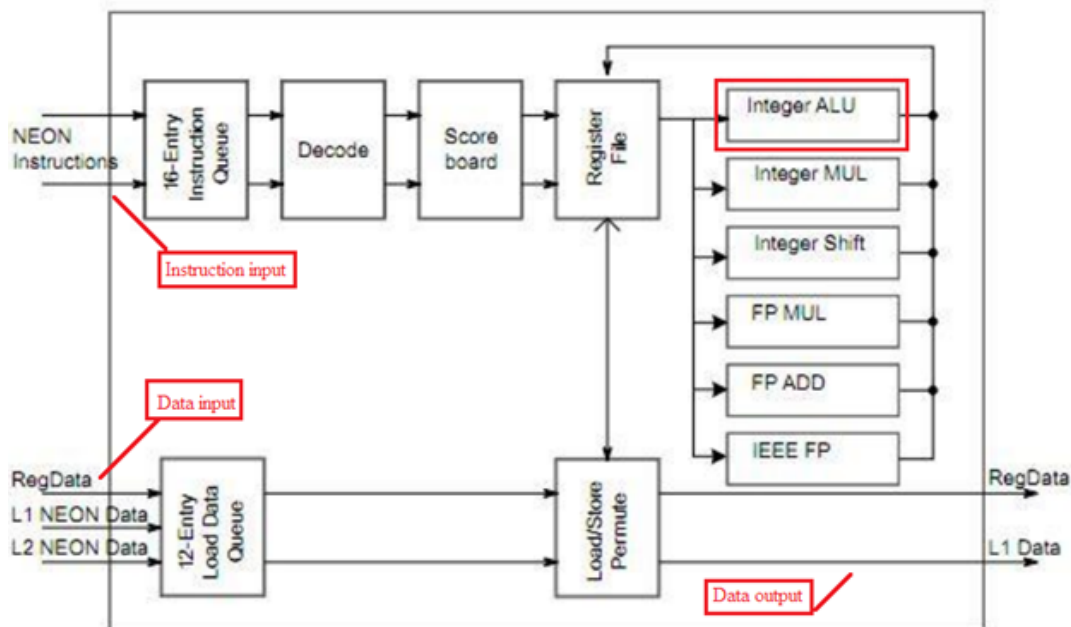 NEON
Instructions
16-Entry
Instruction
Queue
Decode
Score
board
Register
File
Integer ALU
Integer MUL
Integer Shift
FP MUL
FP ADD
IEEE FP
Instruction input
Data input
RegData
L1 NEON Data
L2 NEON Data
12-Entry
Load Data
Queue
Load/Store
Permute
RegData
L1 Data
Data output